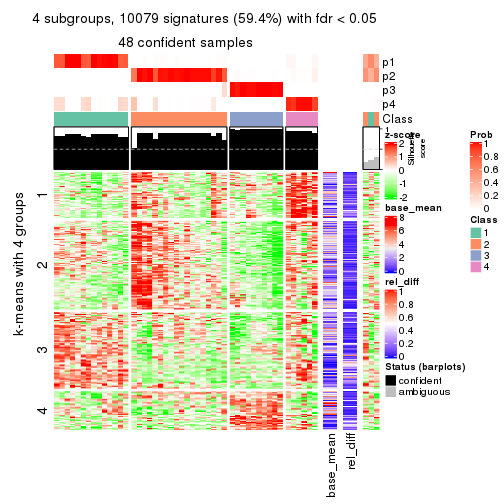 4 subgroups, 10079 signatures (59.4%) with fdr < 0.05
48 confident samples
p1
p2
p3
p4
Class
Silhouette
score
k-means with 4 groups
1
2
3
4
base_mean
rel_diff
z-score
2
1
0
-1
-2
base_mean
8
6
4
2
0
rel_diff
1
0.8
0.6
0.4
0.2
0
Status (barplots)
confident
ambiguous
Prob
1
0.8
0.6
0.4
0.2
0
Class
1
2
3
4